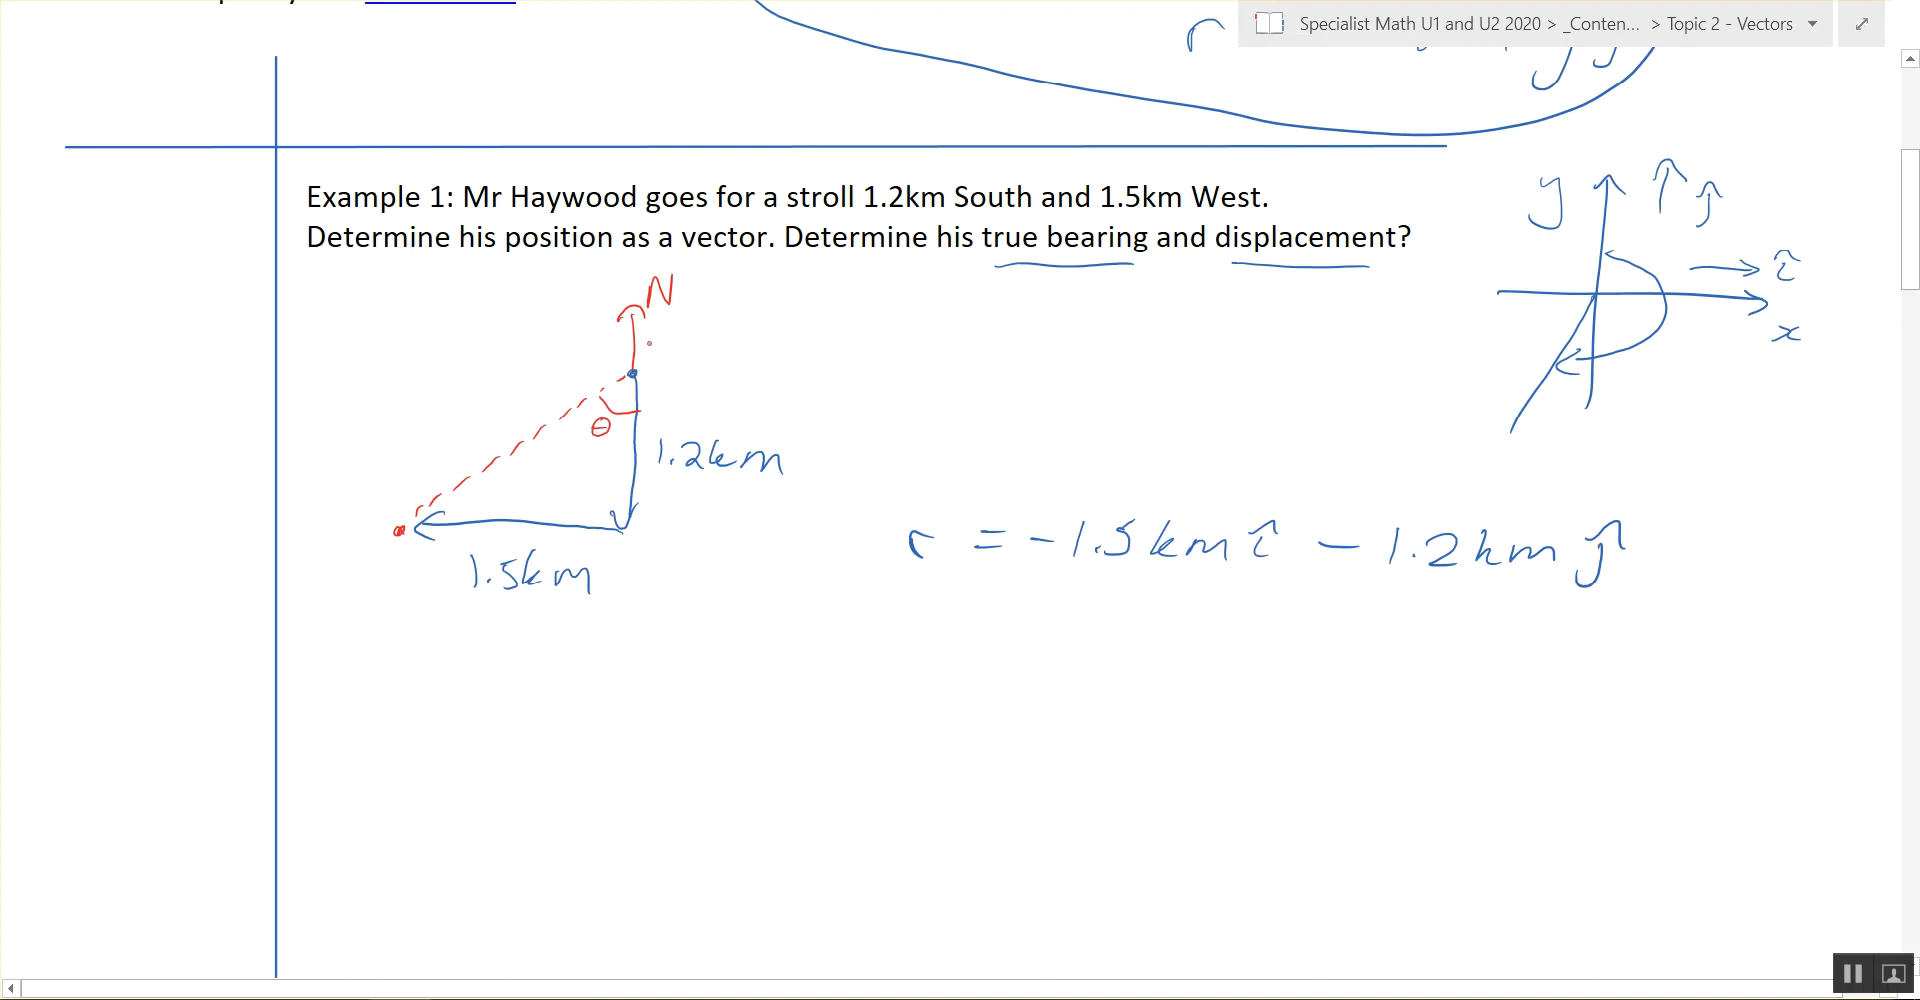 Specialist Math U1 and U2 2020 > _Conten... > Topic 2 - Vectors
r
Example 1: Mr Haywood goes for a stroll 1.2km South and 1.5km West.
Determine his position as a vector. Determine his true bearing and displacement?
y ĵ
î
x
N
θ
1.2km
1.5km
r = -1.5km î - 1.2km ĵ